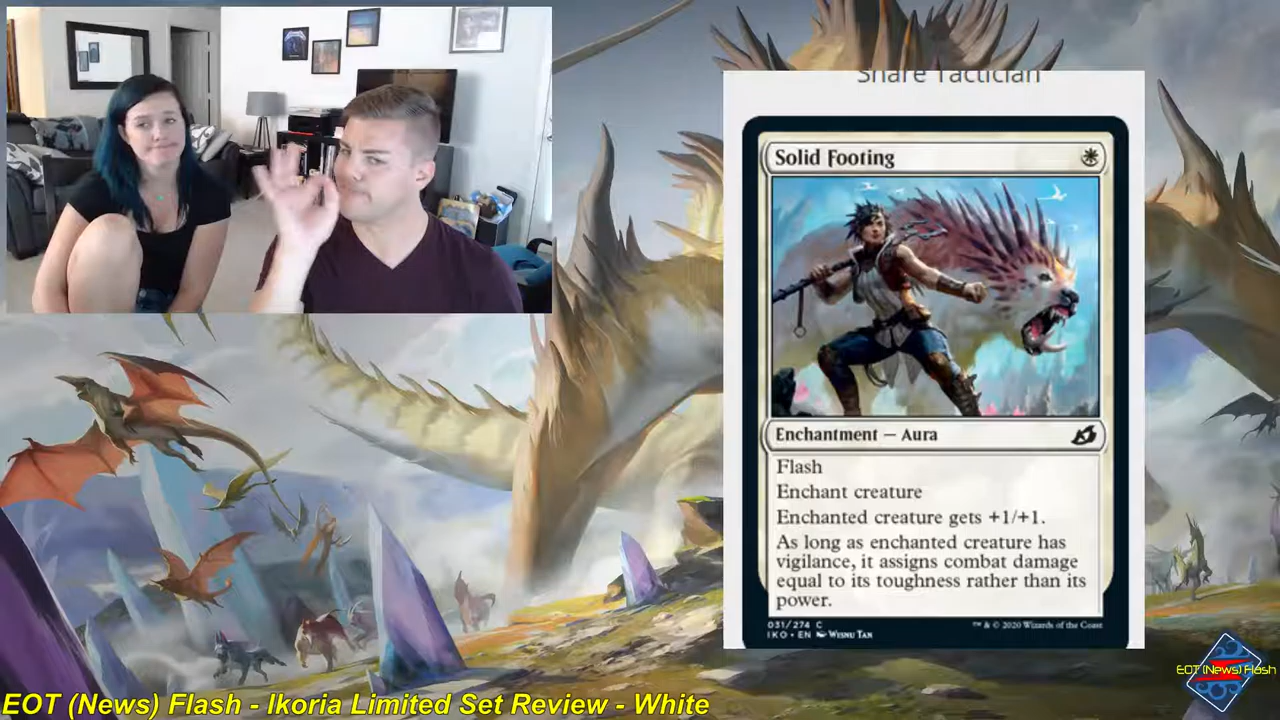 Snare Tactician
Solid Footing
Enchantment — Aura
Flash
Enchant creature
Enchanted creature gets +1/+1.
As long as enchanted creature has
vigilance, it assigns combat damage
equal to its toughness rather than its
power.
031/274 C
IKO • EN Wisnu Tan
™ & © 2020 Wizards of the Coast
EOT (News) Flash
EOT (News) Flash - Ikoria Limited Set Review - White